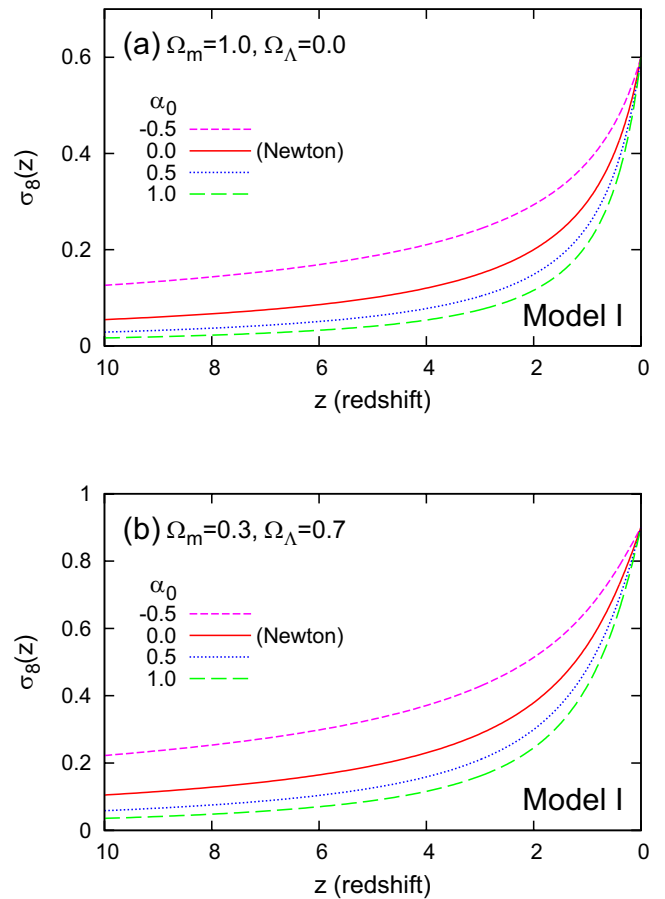 (a) Ωm=1.0, ΩΛ=0.0
α0
-0.5
0.0 (Newton)
0.5
1.0
σ8(z)
0.6
0.4
0.2
0
Model I
10 8 6 4 2 0
z (redshift)
(b) Ωm=0.3, ΩΛ=0.7
α0
-0.5
0.0 (Newton)
0.5
1.0
σ8(z)
1
0.8
0.6
0.4
0.2
0
Model I
10 8 6 4 2 0
z (redshift)